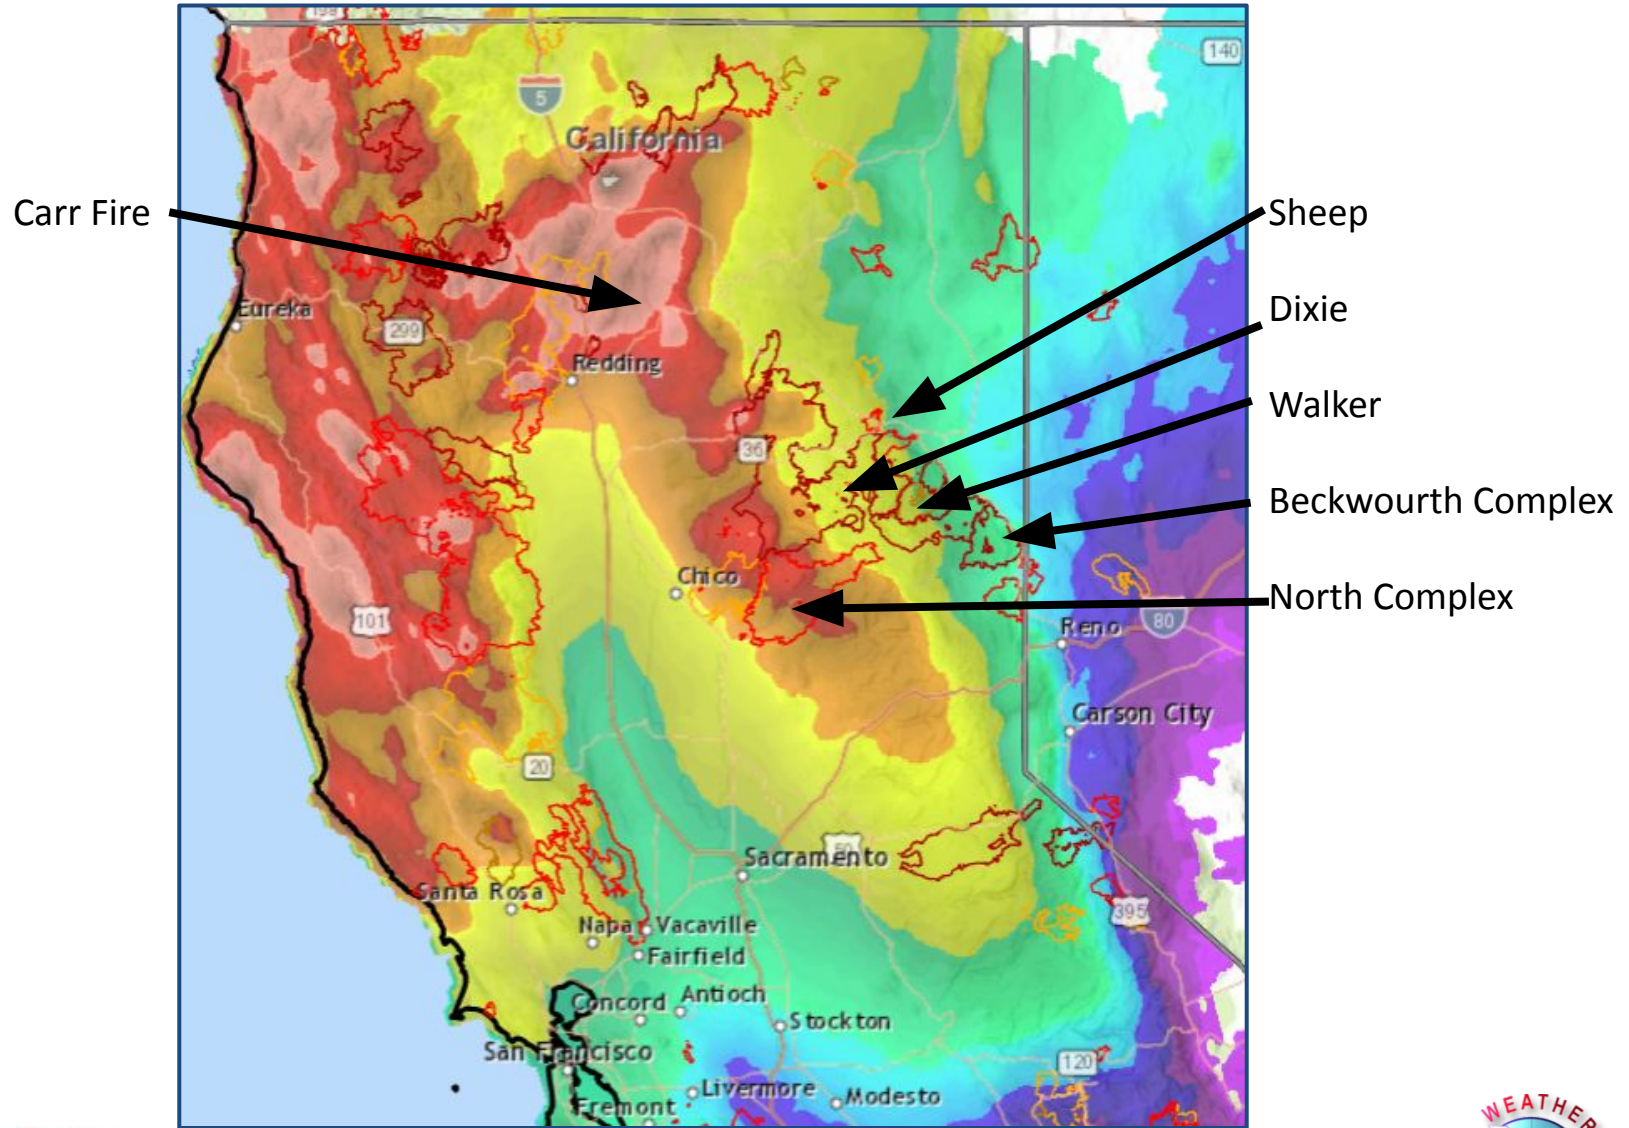 199
140
5
California
Carr Fire
Sheep
Dixie
Eureka
299
Redding
Walker
36
Beckwourth Complex
Chico
North Complex
101
Reno
80
Carson City
20
Sacramento
50
Santa Rosa
395
Napa
Vacaville
Fairfield
Concord
Antioch
Stockton
San Francisco
120
Livermore
Modesto
Fremont
WEATHER